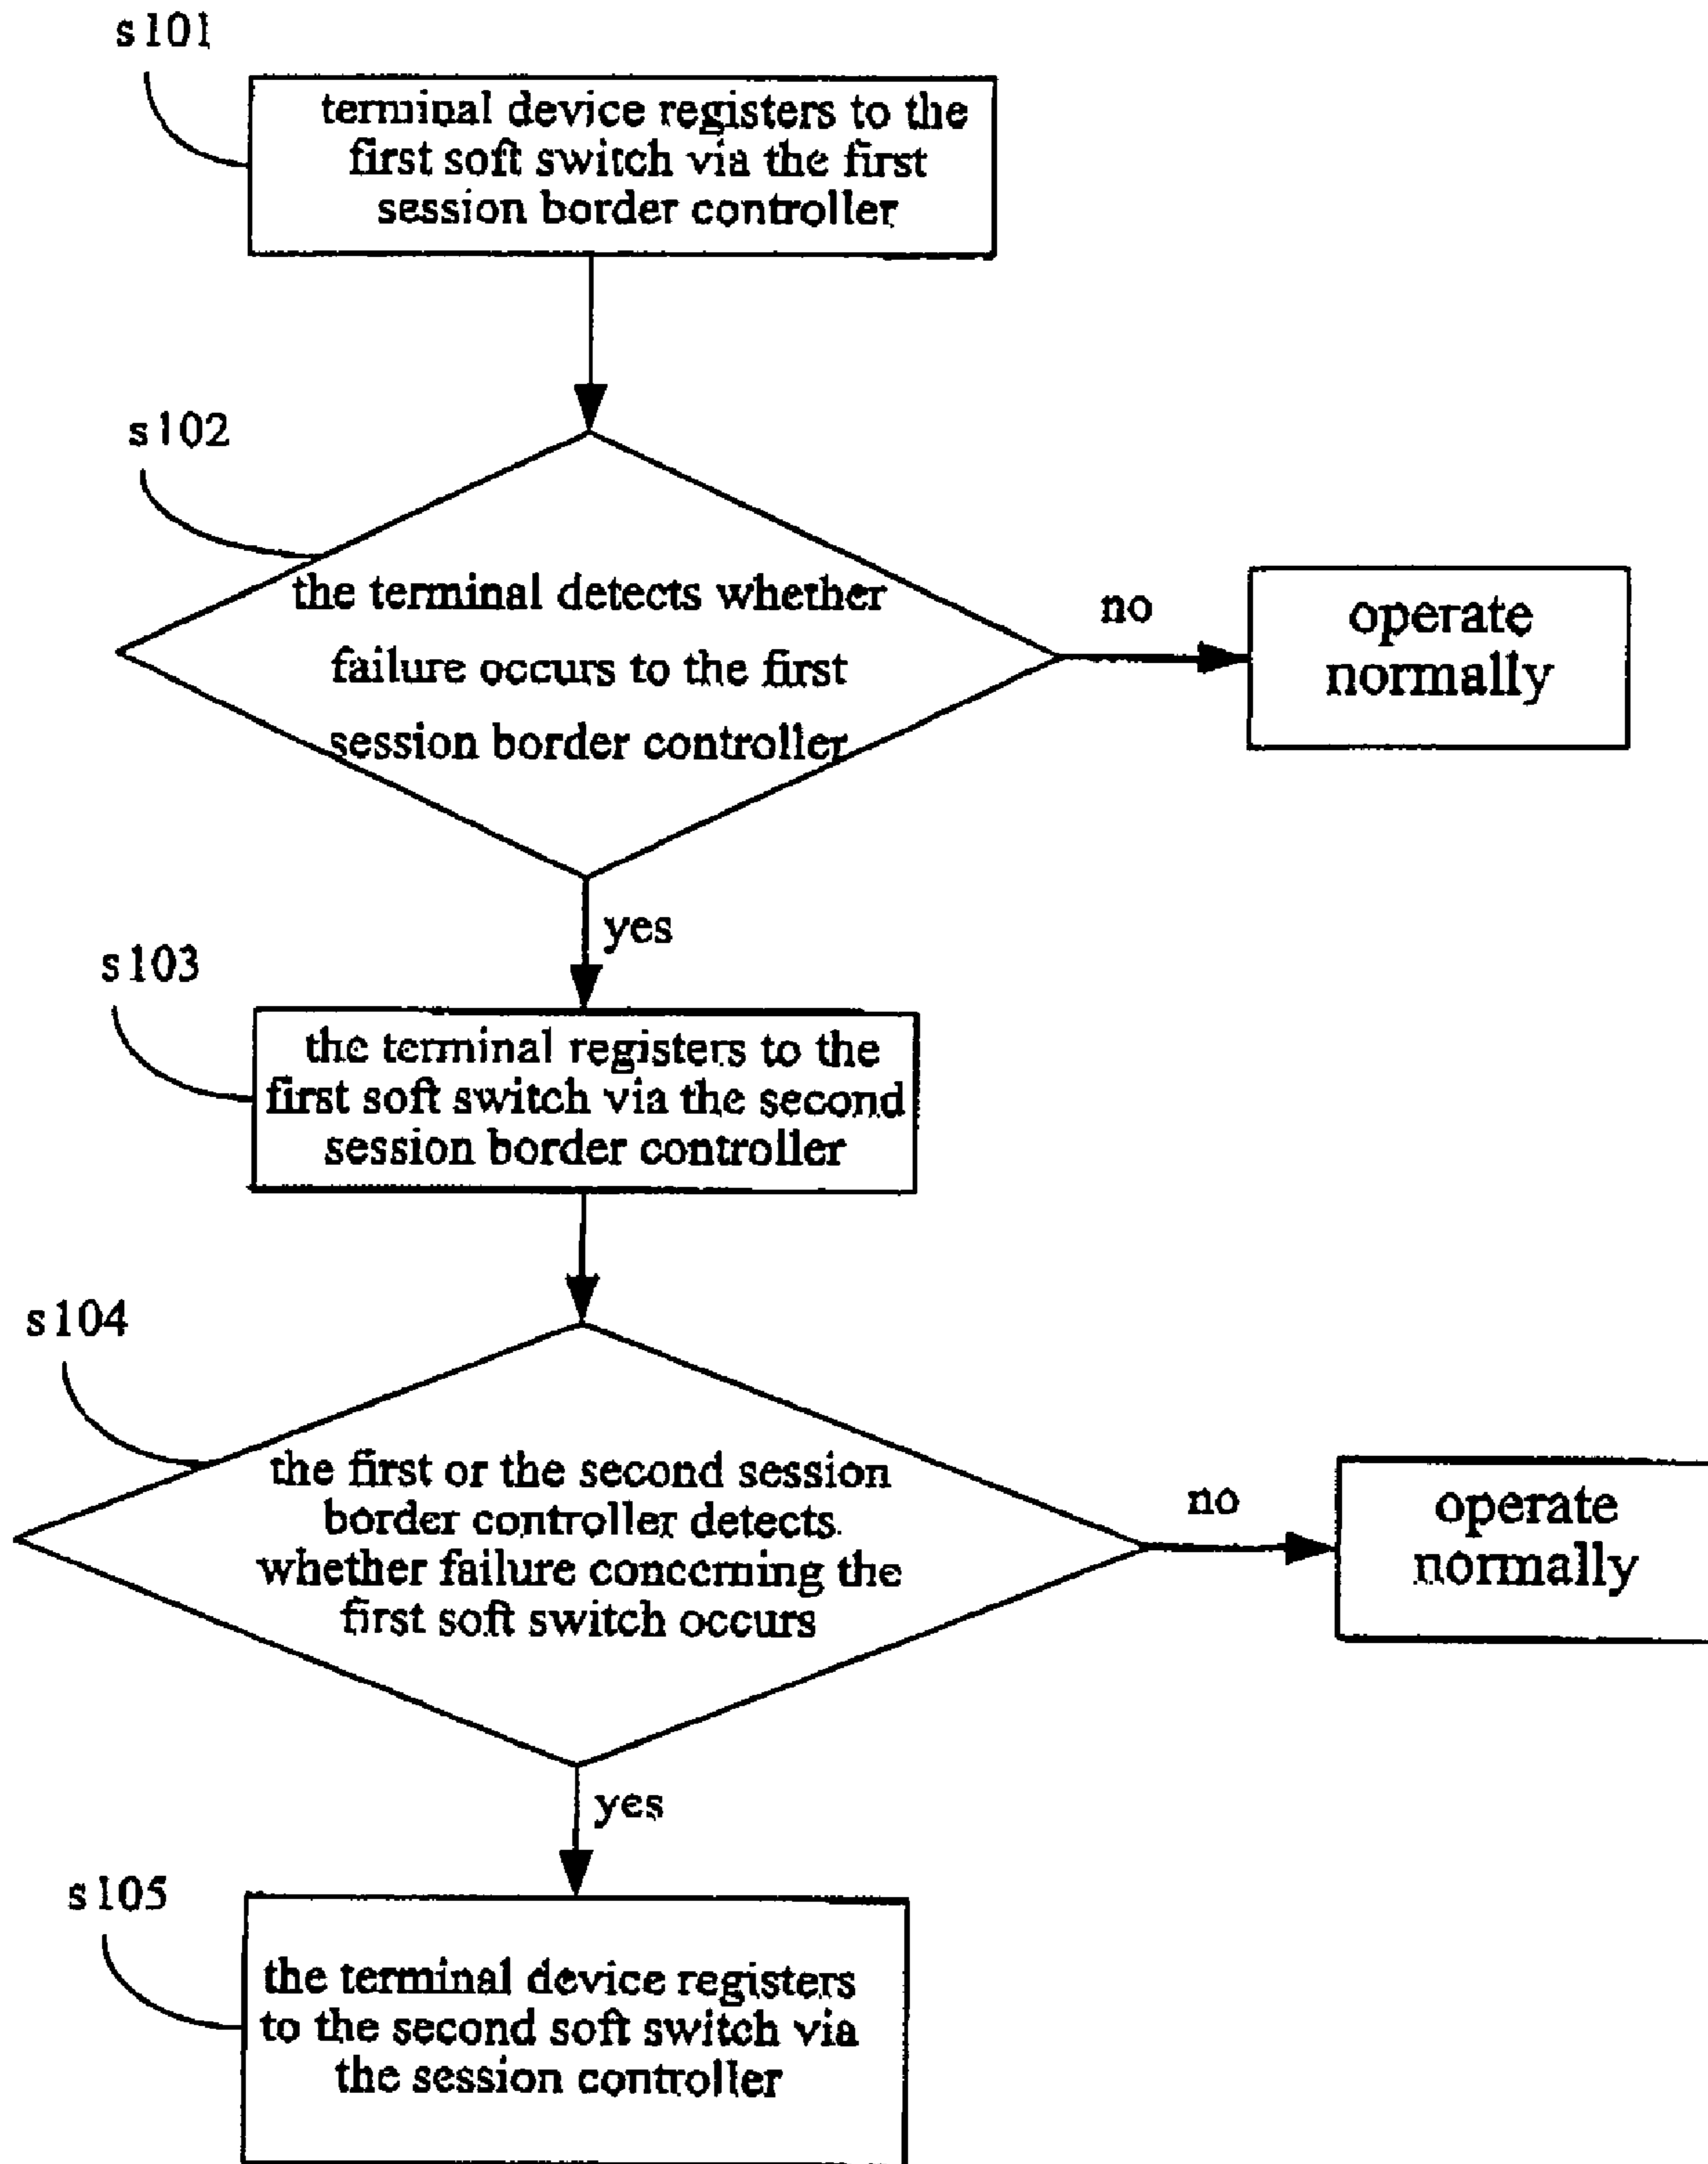 s101
terminal device registers to the
first soft switch via the first
session border controller
s102
the terminal detects whether
failure occurs to the first
session border controller
no
operate
normally
yes
s103
the terminal registers to the
first soft switch via the second
session border controller
s104
the first or the second session
border controller detects
whether failure concerning the
first soft switch occurs
no
operate
normally
yes
s105
the terminal device registers
to the second soft switch via
the session controller